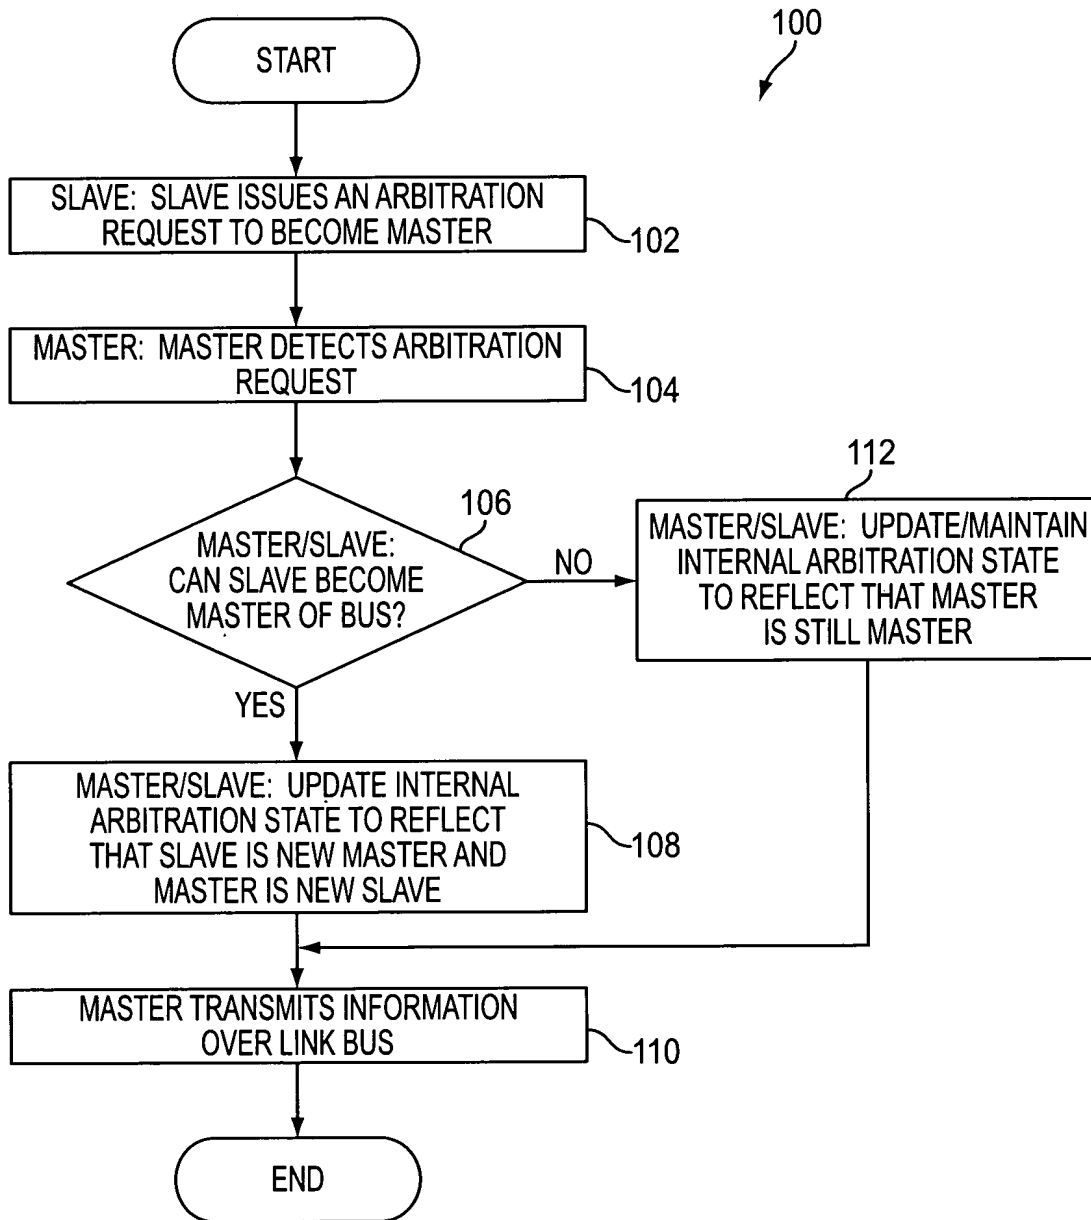 START
100
SLAVE: SLAVE ISSUES AN ARBITRATION
REQUEST TO BECOME MASTER
102
MASTER: MASTER DETECTS ARBITRATION
REQUEST
104
106
MASTER/SLAVE:
CAN SLAVE BECOME
MASTER OF BUS?
NO
YES
112
MASTER/SLAVE: UPDATE/MAINTAIN
INTERNAL ARBITRATION STATE
TO REFLECT THAT MASTER
IS STILL MASTER
MASTER/SLAVE: UPDATE INTERNAL
ARBITRATION STATE TO REFLECT
THAT SLAVE IS NEW MASTER AND
MASTER IS NEW SLAVE
108
MASTER TRANSMITS INFORMATION
OVER LINK BUS
110
END